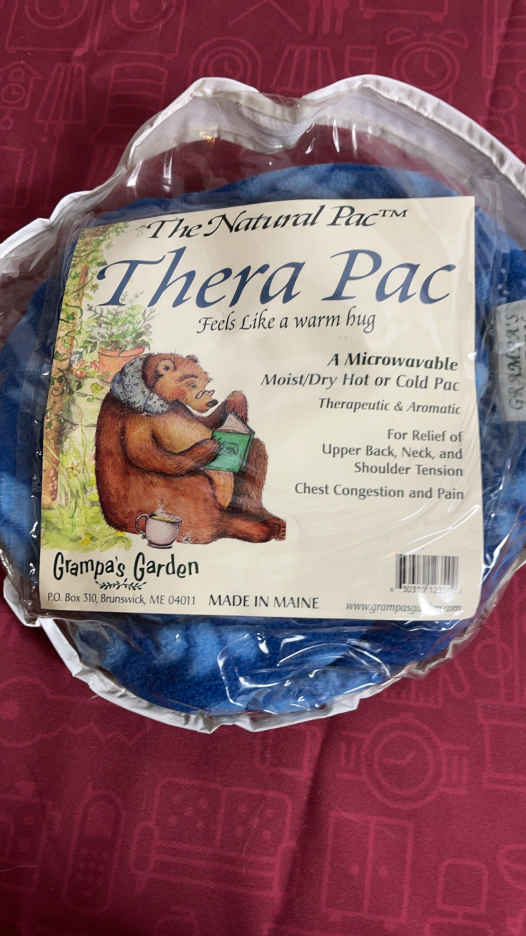 The Natural Pac™
Thera Pac
Feels Like a warm hug
A Microwavable
Moist/Dry Hot or Cold Pac
Therapeutic & Aromatic
For Relief of
Upper Back, Neck, and
Shoulder Tension
Chest Congestion and Pain
Grampa's Garden
P.O. Box 310, Brunswick, ME 04011
MADE IN MAINE